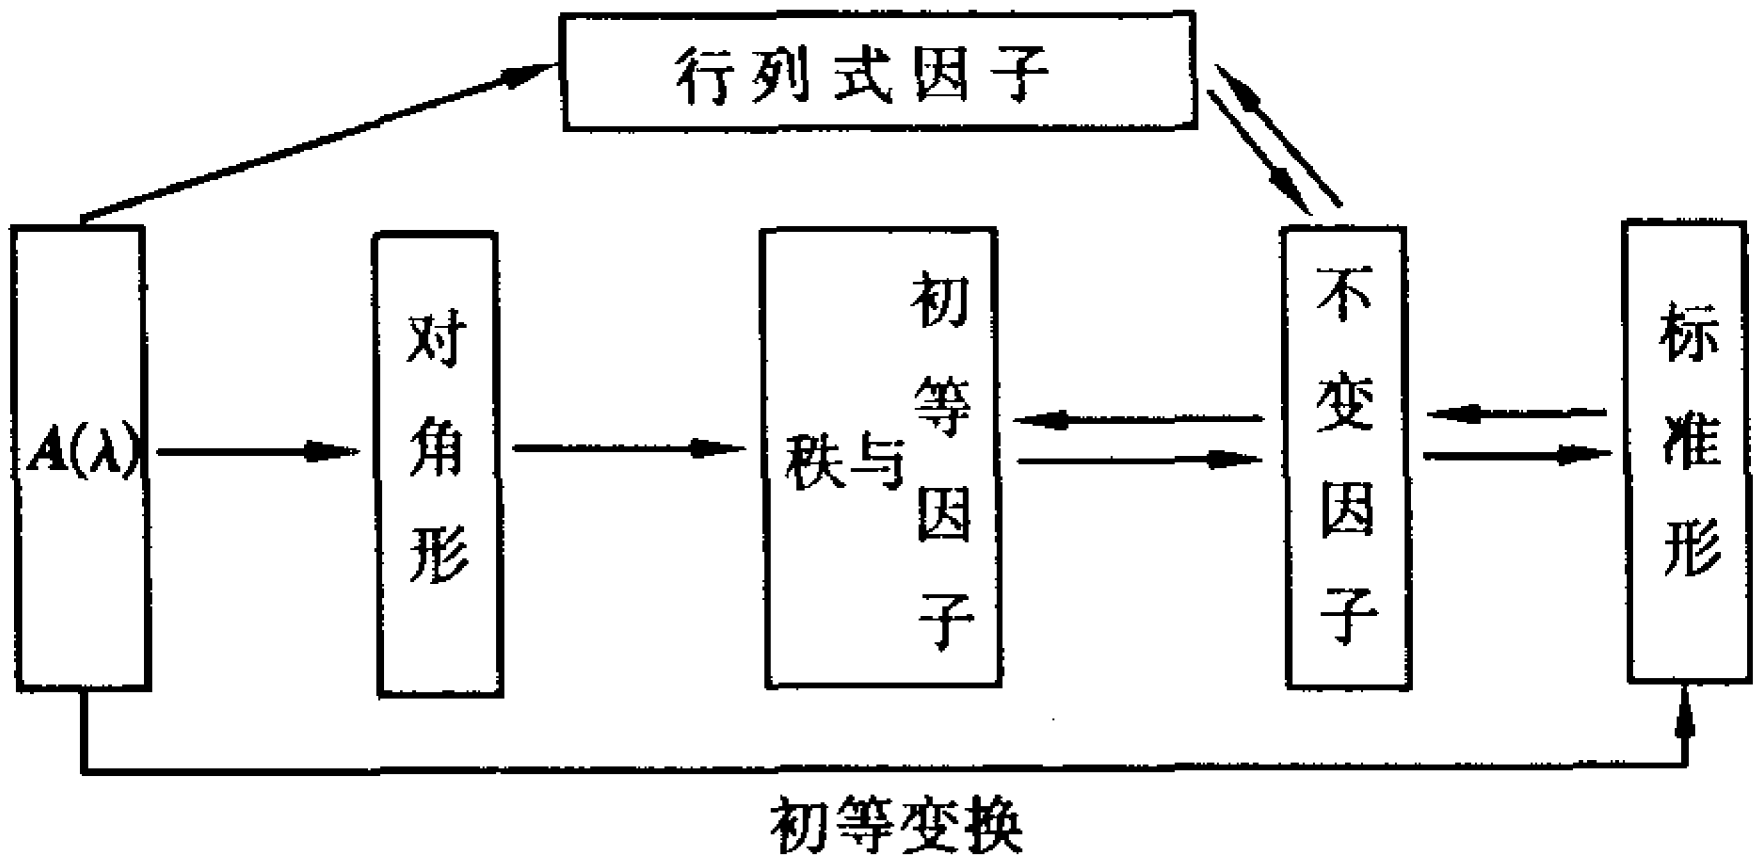 行列式因子
A(λ)
对角形
秩与初等因子
不变因子
标准形
初等变换